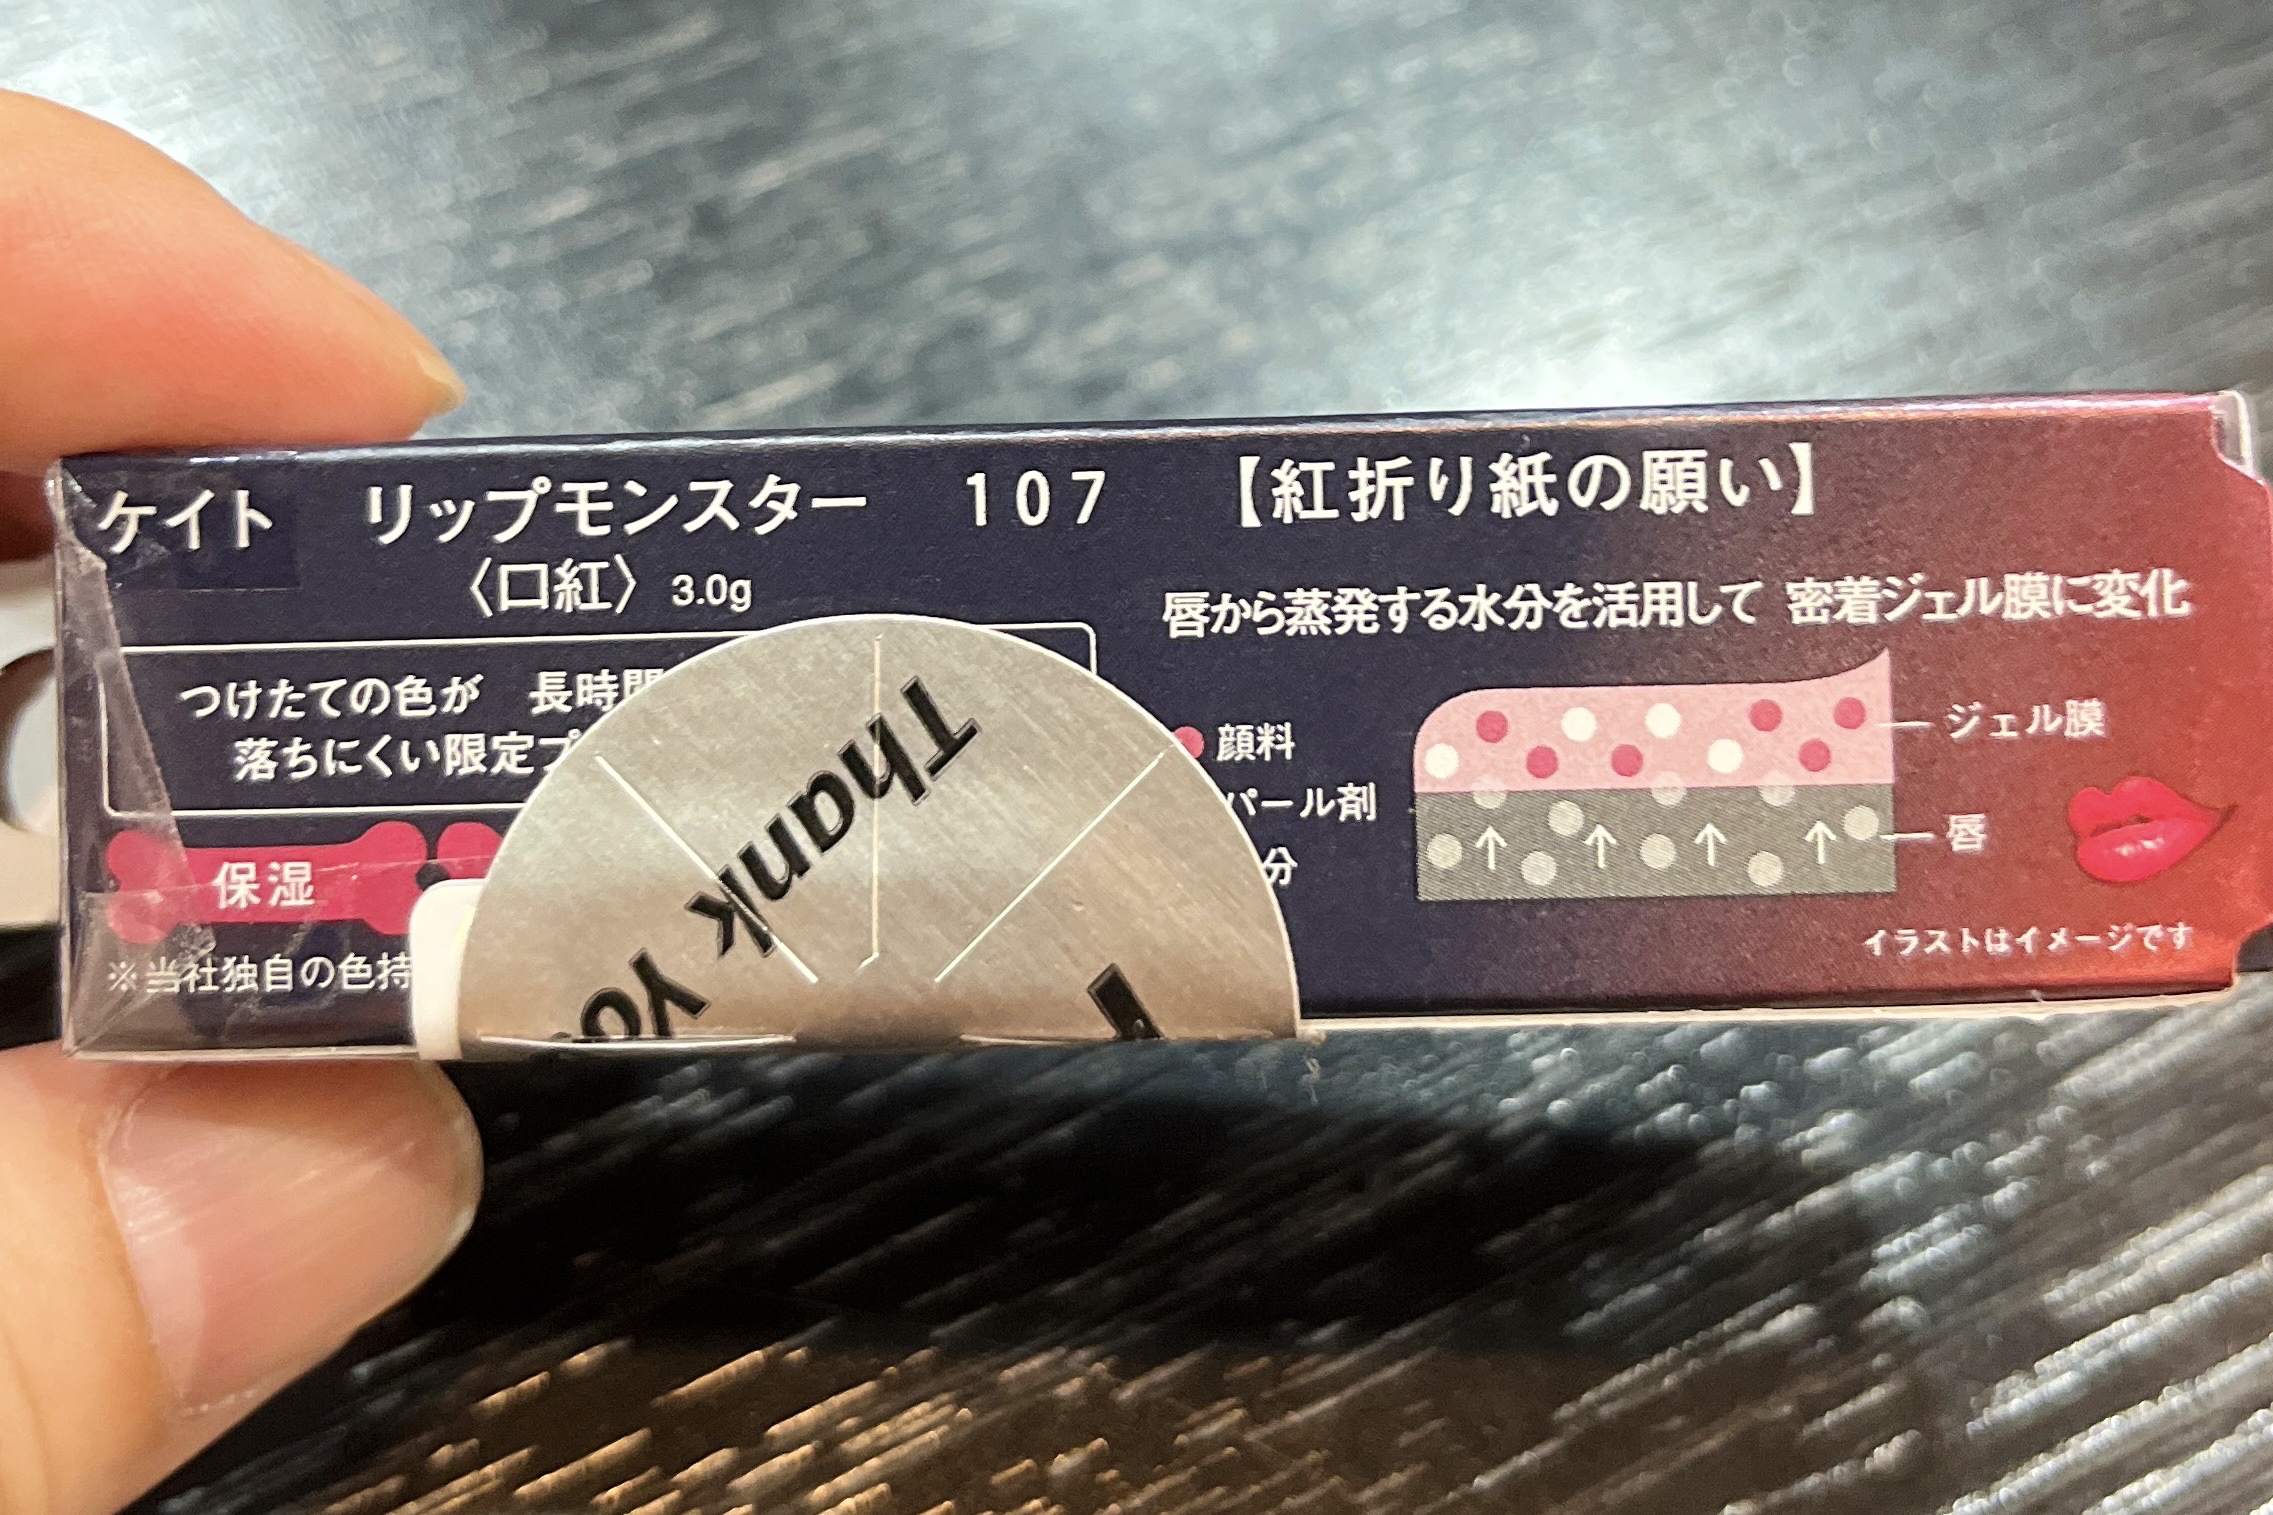 ケイト リップモンスター 107 【紅折り紙の願い】
〈口紅〉3.0g
つけたての色が 長時間
落ちにくい限定プ
保湿
※当社独自の色持
唇から蒸発する水分を活用して 密着ジェル膜に変化
顔料
パール剤
分
ジェル膜
唇
イラストはイメージです
Thank